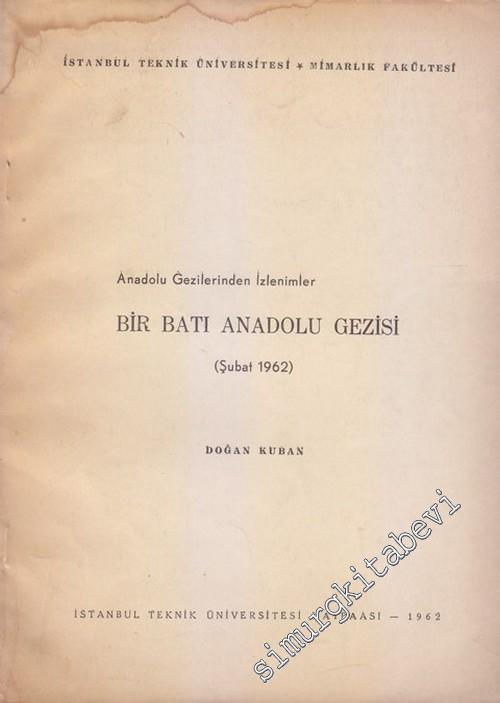 İSTANBUL TEKNİK ÜNİVERSİTESİ ★ MİMARLIK FAKÜLTESİ
Anadolu Gezilerinden İzlenimler
BİR BATI ANADOLU GEZİSİ
(Şubat 1962)
DOĞAN KUBAN
İSTANBUL TEKNİK ÜNİVERSİTESİ MATBAASI — 1962
simurgkitabevi